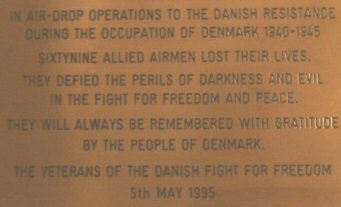 IN AIR-DROP OPERATIONS TO THE DANISH RESISTANCE
DURING THE OCCUPATION OF DENMARK 1940-1945
SIXTYNINE ALLIED AIRMEN LOST THEIR LIVES.
THEY DEFIED THE PERILS OF DARKNESS AND EVIL
IN THE FIGHT FOR FREEDOM AND PEACE.
THEY WILL ALWAYS BE REMEMBERED WITH GRATITUDE
BY THE PEOPLE OF DENMARK.
THE VETERANS OF THE DANISH FIGHT FOR FREEDOM
5th MAY 1995